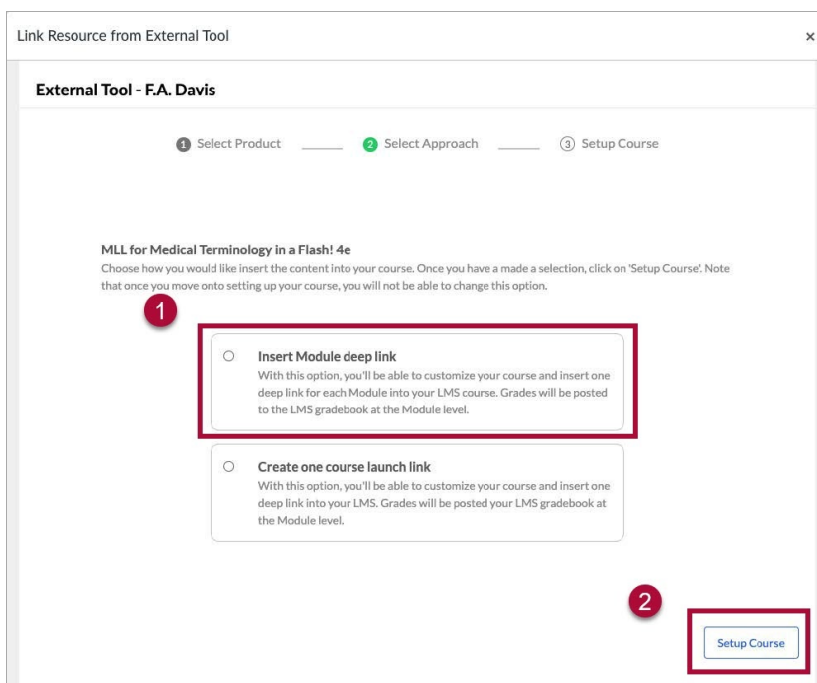 Link Resource from External Tool
×
External Tool - F.A. Davis
1 Select Product 2 Select Approach 3 Setup Course
MLL for Medical Terminology in a Flash! 4e
Choose how you would like insert the content into your course. Once you have a made a selection, click on 'Setup Course'. Note
that once you move onto setting up your course, you will not be able to change this option.
1
Insert Module deep link
With this option, you'll be able to customize your course and insert one
deep link for each Module into your LMS course. Grades will be posted
to the LMS gradebook at the Module level.
Create one course launch link
With this option, you'll be able to customize your course and insert one
deep link into your LMS. Grades will be posted your LMS gradebook at
the Module level.
2
Setup Course